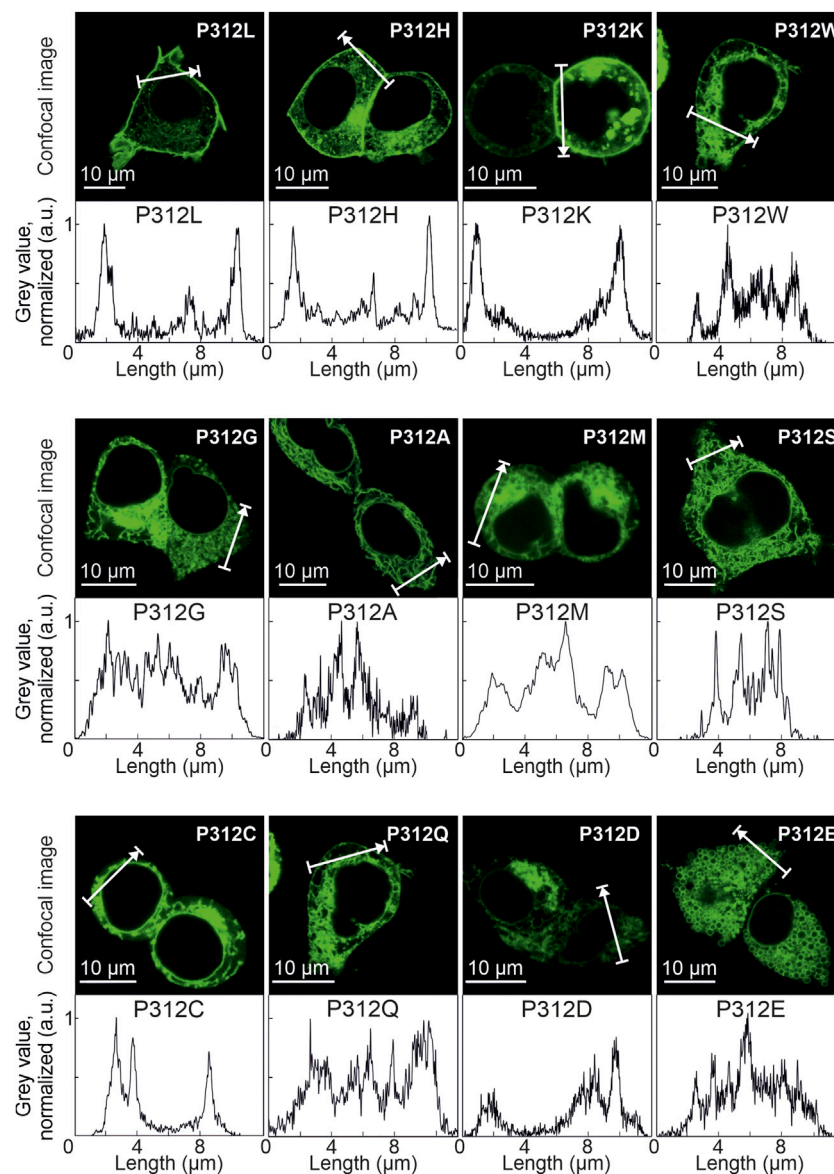 Confocal image
P312L
P312H
P312K
P312W
10 µm
10 µm
10 µm
10 µm
Grey value,
normalized (a.u.)
1
P312L
P312H
P312K
P312W
0 4 8 0 4 8 0 4 8 0 4 8
Length (µm)
Length (µm)
Length (µm)
Length (µm)
Confocal image
P312G
P312A
P312M
P312S
10 µm
10 µm
10 µm
10 µm
Grey value,
normalized (a.u.)
1
P312G
P312A
P312M
P312S
0 4 8 0 4 8 0 4 8 0 4 8
Length (µm)
Length (µm)
Length (µm)
Length (µm)
Confocal image
P312C
P312Q
P312D
P312E
10 µm
10 µm
10 µm
10 µm
Grey value,
normalized (a.u.)
1
P312C
P312Q
P312D
P312E
0 4 8 0 4 8 0 4 8 0 4 8
Length (µm)
Length (µm)
Length (µm)
Length (µm)